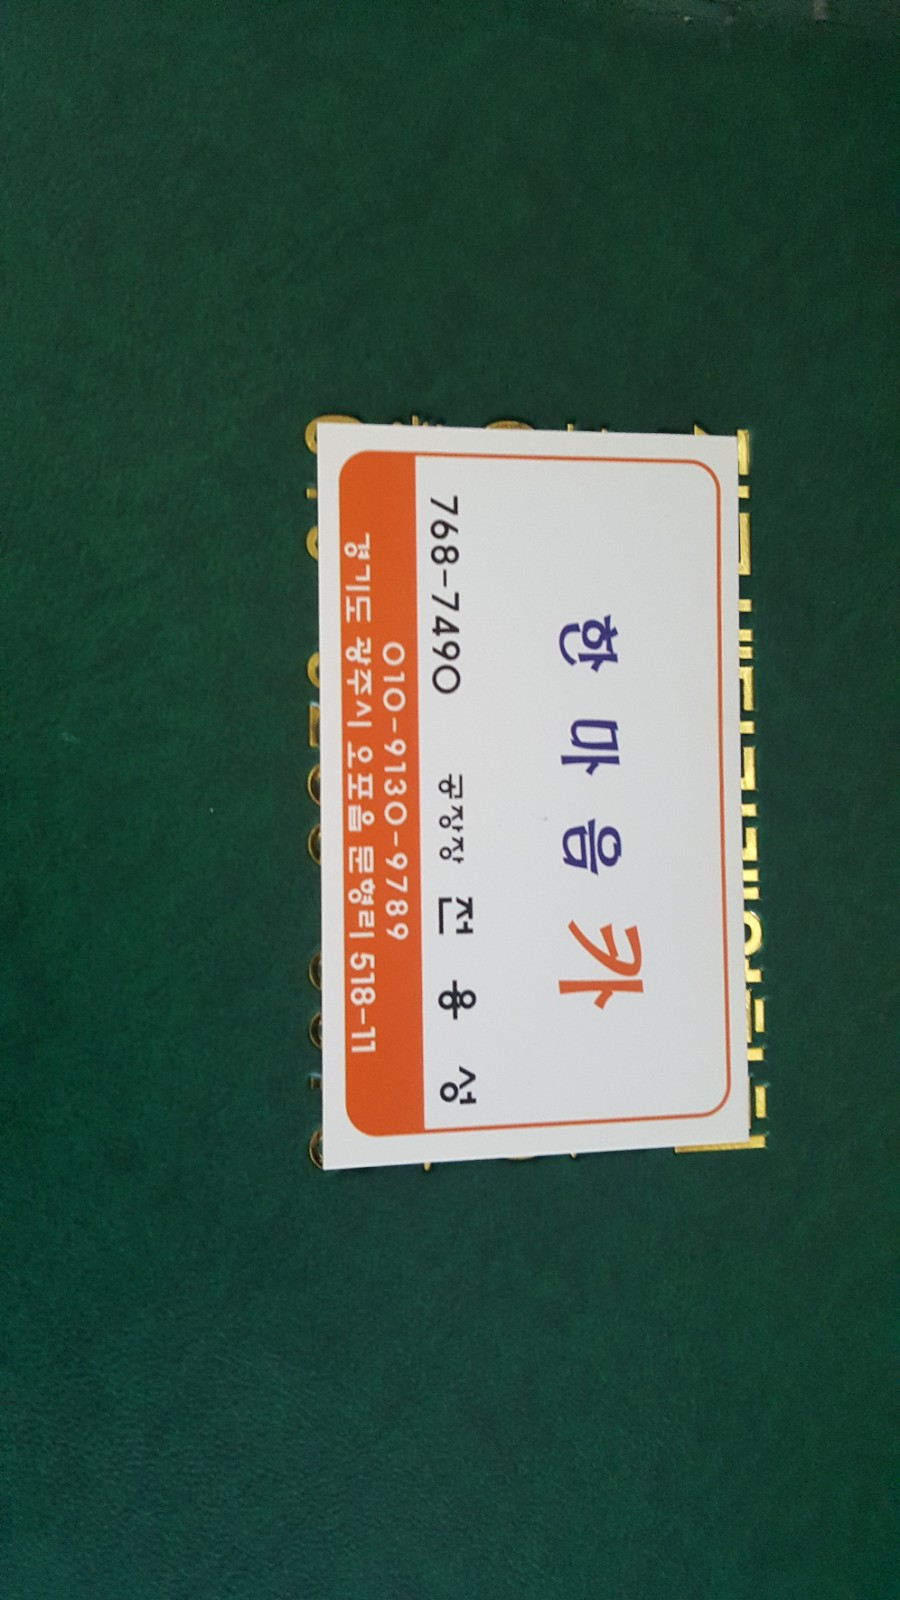 한마음카
768-7490 공장장 전 용 성
010-9130-9789
경기도 광주시 오포읍 문형리 518-11